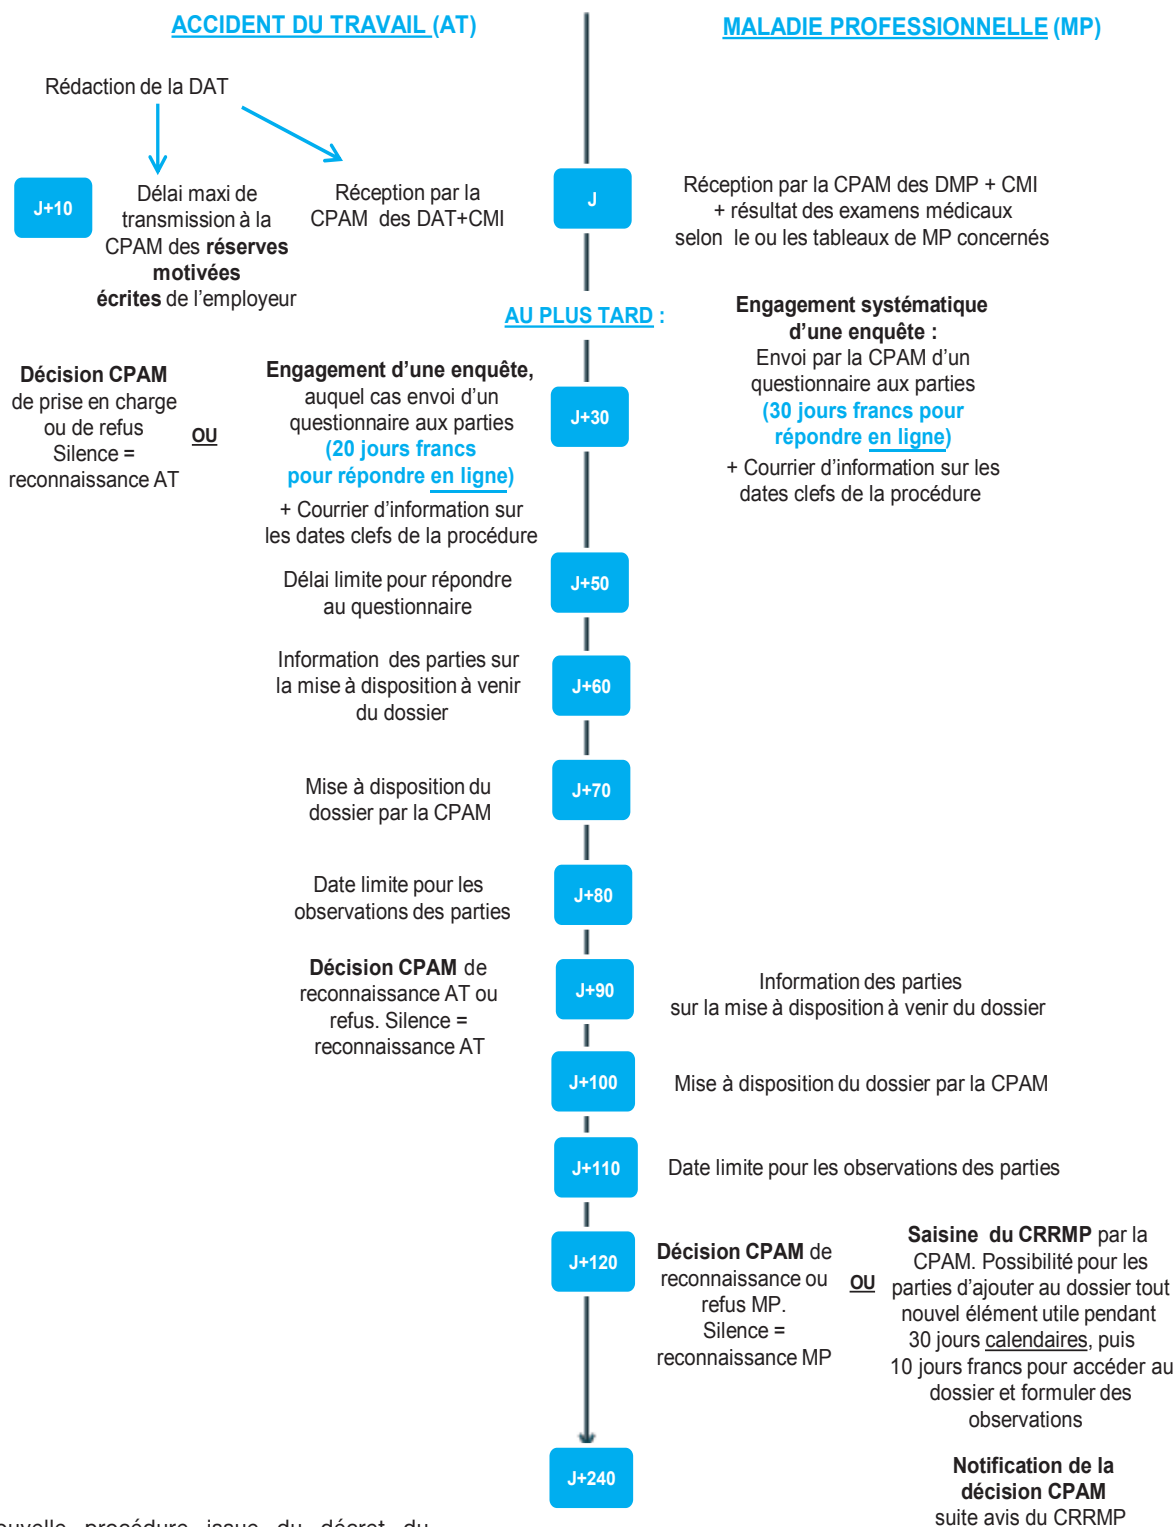 ACCIDENT DU TRAVAIL (AT)
MALADIE PROFESSIONNELLE (MP)
Rédaction de la DAT
J+10
Délai maxi de
transmission à la
CPAM des réserves
motivées
écrites de l'employeur
Réception par la
CPAM des DAT+CMI
J
Réception par la CPAM des DMP + CMI
+ résultat des examens médicaux
selon le ou les tableaux de MP concernés
AU PLUS TARD :
Décision CPAM
de prise en charge
ou de refus
Silence =
reconnaissance AT
OU
Engagement d'une enquête,
auquel cas envoi d'un
questionnaire aux parties
(20 jours francs
pour répondre en ligne)
+ Courrier d'information sur
les dates clefs de la procédure
J+30
Engagement systématique
d'une enquête :
Envoi par la CPAM d'un
questionnaire aux parties
(30 jours francs pour
répondre en ligne)
+ Courrier d'information sur les
dates clefs de la procédure
Délai limite pour répondre
au questionnaire
J+50
Information des parties sur
la mise à disposition à venir
du dossier
J+60
Mise à disposition du
dossier par la CPAM
J+70
Date limite pour les
observations des parties
J+80
Décision CPAM de
reconnaissance AT ou
refus. Silence =
reconnaissance AT
J+90
Information des parties
sur la mise à disposition à venir du dossier
J+100
Mise à disposition du dossier par la CPAM
J+110
Date limite pour les observations des parties
J+120
Décision CPAM de
reconnaissance ou
refus MP.
Silence =
reconnaissance MP
OU
Saisine du CRRMP par la
CPAM. Possibilité pour les
parties d'ajouter au dossier tout
nouvel élément utile pendant
30 jours calendaires, puis
10 jours francs pour accéder au
dossier et formuler des
observations
J+240
Notification de la
décision CPAM
suite avis du CRRMP
procédure issue du décret du